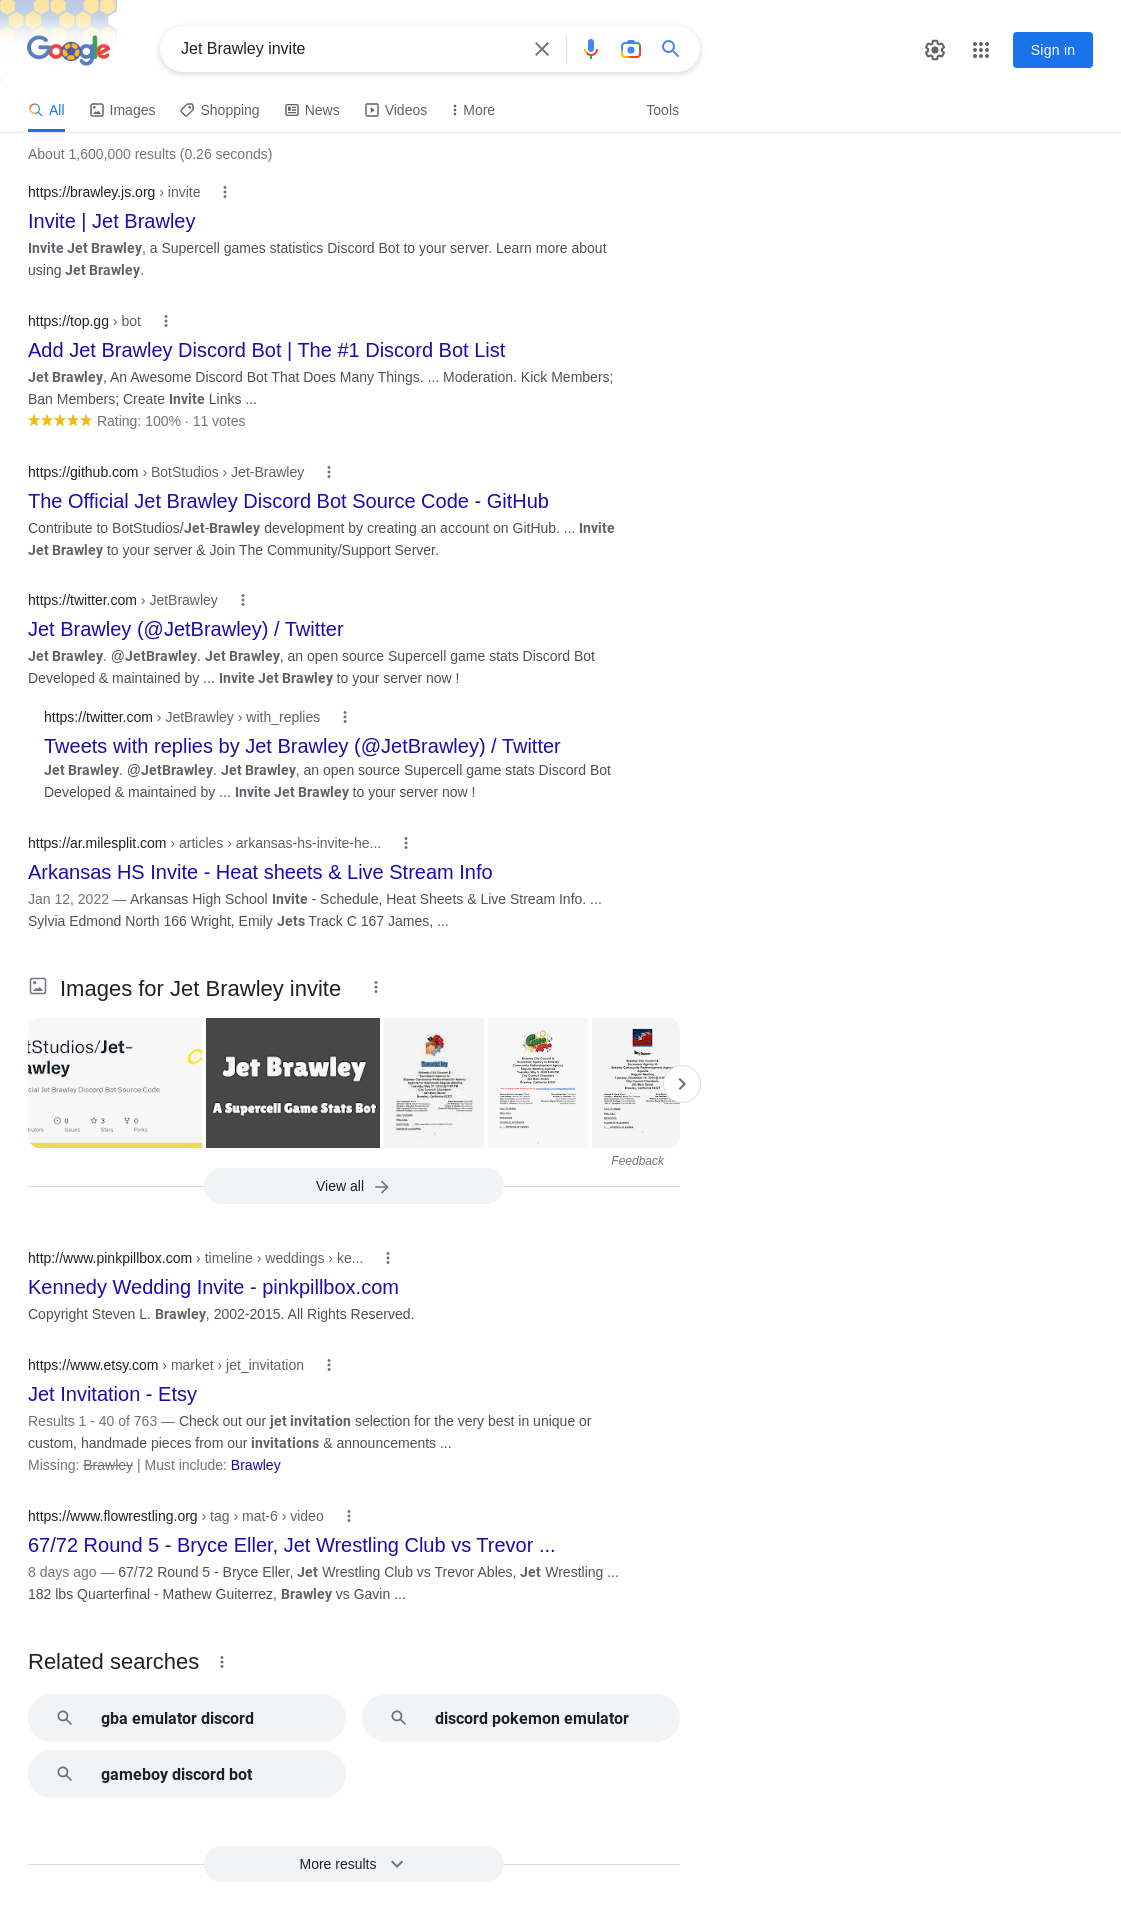 Google
Jet Brawley invite
Sign in
All Images Shopping News Videos More Tools
About 1,600,000 results (0.26 seconds)
https://brawley.js.org › invite
Invite | Jet Brawley
Invite Jet Brawley, a Supercell games statistics Discord Bot to your server. Learn more about
using Jet Brawley.
https://top.gg › bot
Add Jet Brawley Discord Bot | The #1 Discord Bot List
Jet Brawley, An Awesome Discord Bot That Does Many Things. ... Moderation. Kick Members;
Ban Members; Create Invite Links ...
Rating: 100% · 11 votes
https://github.com › BotStudios › Jet-Brawley
The Official Jet Brawley Discord Bot Source Code - GitHub
Contribute to BotStudios/Jet-Brawley development by creating an account on GitHub. ... Invite
Jet Brawley to your server & Join The Community/Support Server.
https://twitter.com › JetBrawley
Jet Brawley (@JetBrawley) / Twitter
Jet Brawley. @JetBrawley. Jet Brawley, an open source Supercell game stats Discord Bot
Developed & maintained by ... Invite Jet Brawley to your server now !
https://twitter.com › JetBrawley › with_replies
Tweets with replies by Jet Brawley (@JetBrawley) / Twitter
Jet Brawley. @JetBrawley. Jet Brawley, an open source Supercell game stats Discord Bot
Developed & maintained by ... Invite Jet Brawley to your server now !
https://ar.milesplit.com › articles › arkansas-hs-invite-he...
Arkansas HS Invite - Heat sheets & Live Stream Info
Jan 12, 2022 — Arkansas High School Invite - Schedule, Heat Sheets & Live Stream Info. ...
Sylvia Edmond North 166 Wright, Emily Jets Track C 167 James, ...
Images for Jet Brawley invite
tStudios/Jet-
awley
cial Jet Brawley Discord Bot Source Code
0 3 0
Issues Stars Forks
Jet Brawley
A Supercell Game Stats Bot
Feedback
View all
http://www.pinkpillbox.com › timeline › weddings › ke...
Kennedy Wedding Invite - pinkpillbox.com
Copyright Steven L. Brawley, 2002-2015. All Rights Reserved.
https://www.etsy.com › market › jet_invitation
Jet Invitation - Etsy
Results 1 - 40 of 763 — Check out our jet invitation selection for the very best in unique or
custom, handmade pieces from our invitations & announcements ...
Missing: Brawley | Must include: Brawley
https://www.flowrestling.org › tag › mat-6 › video
67/72 Round 5 - Bryce Eller, Jet Wrestling Club vs Trevor ...
8 days ago — 67/72 Round 5 - Bryce Eller, Jet Wrestling Club vs Trevor Ables, Jet Wrestling ...
182 lbs Quarterfinal - Mathew Guiterrez, Brawley vs Gavin ...
Related searches
gba emulator discord
discord pokemon emulator
gameboy discord bot
More results